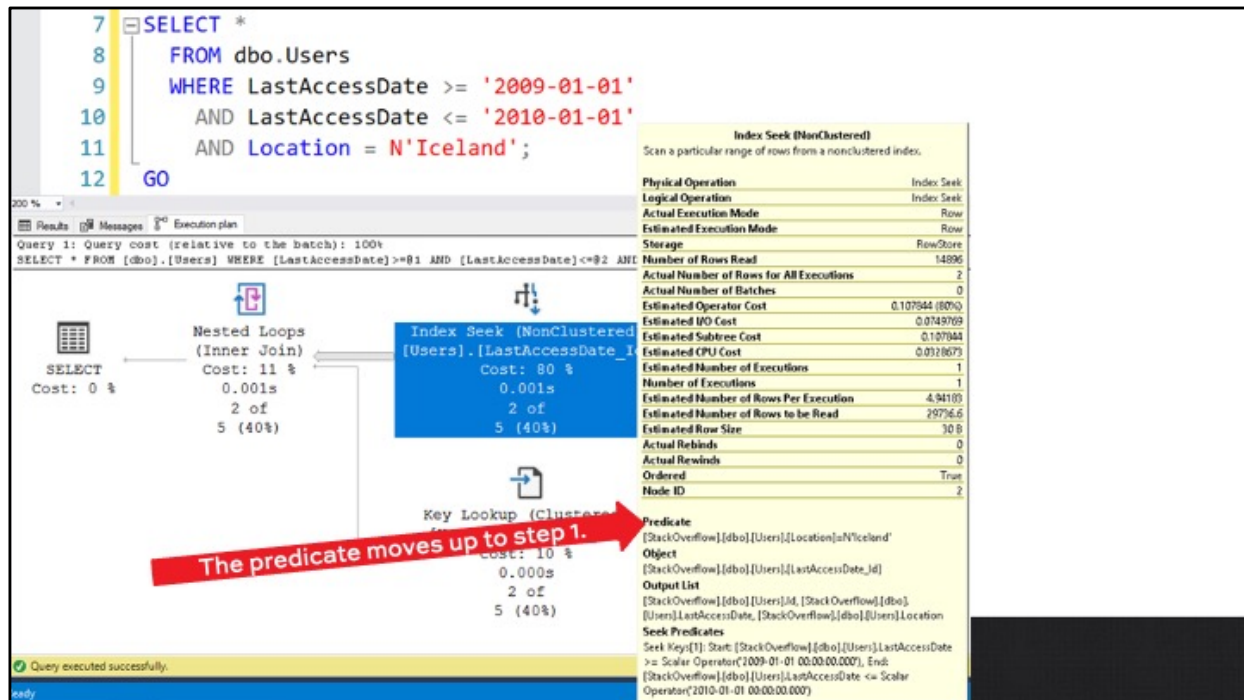 7 SELECT *
8 FROM dbo.Users
9 WHERE LastAccessDate >= '2009-01-01'
10 AND LastAccessDate <= '2010-01-01'
11 AND Location = N'Iceland';
12 GO
200 %
Results Messages Execution plan
Query 1: Query cost (relative to the batch): 100%
SELECT * FROM [dbo].[Users] WHERE [LastAccessDate]>=@1 AND [LastAccessDate]<=@2 AND
SELECT
Cost: 0 %
Nested Loops
(Inner Join)
Cost: 11 %
0.001s
2 of
5 (40%)
Index Seek (NonClustered
[Users].[LastAccessDate_I
Cost: 80 %
0.001s
2 of
5 (40%)
Key Lookup (Clustere
Cost: 10 %
0.000s
2 of
5 (40%)
The predicate moves up to step 1.
Query executed successfully.
eady
Index Seek (NonClustered)
Scan a particular range of rows from a nonclustered index.
Physical Operation Index Seek
Logical Operation Index Seek
Actual Execution Mode Row
Estimated Execution Mode Row
Storage RowStore
Number of Rows Read 14896
Actual Number of Rows for All Executions 2
Actual Number of Batches 0
Estimated Operator Cost 0.107844 (80%)
Estimated I/O Cost 0.0749769
Estimated Subtree Cost 0.107844
Estimated CPU Cost 0.0328673
Estimated Number of Executions 1
Number of Executions 1
Estimated Number of Rows Per Execution 4.94183
Estimated Number of Rows to be Read 29736.6
Estimated Row Size 30 B
Actual Rebinds 0
Actual Rewinds 0
Ordered True
Node ID 2
Predicate
[StackOverflow].[dbo].[Users].[Location]=N'Iceland'
Object
[StackOverflow].[dbo].[Users].[LastAccessDate_Id]
Output List
[StackOverflow].[dbo].[Users].Id, [StackOverflow].[dbo].
[Users].LastAccessDate, [StackOverflow].[dbo].[Users].Location
Seek Predicates
Seek Keys[1]: Start: [StackOverflow].[dbo].[Users].LastAccessDate
>= Scalar Operator('2009-01-01 00:00:00.000'), End:
[StackOverflow].[dbo].[Users].LastAccessDate <= Scalar
Operator('2010-01-01 00:00:00.000')